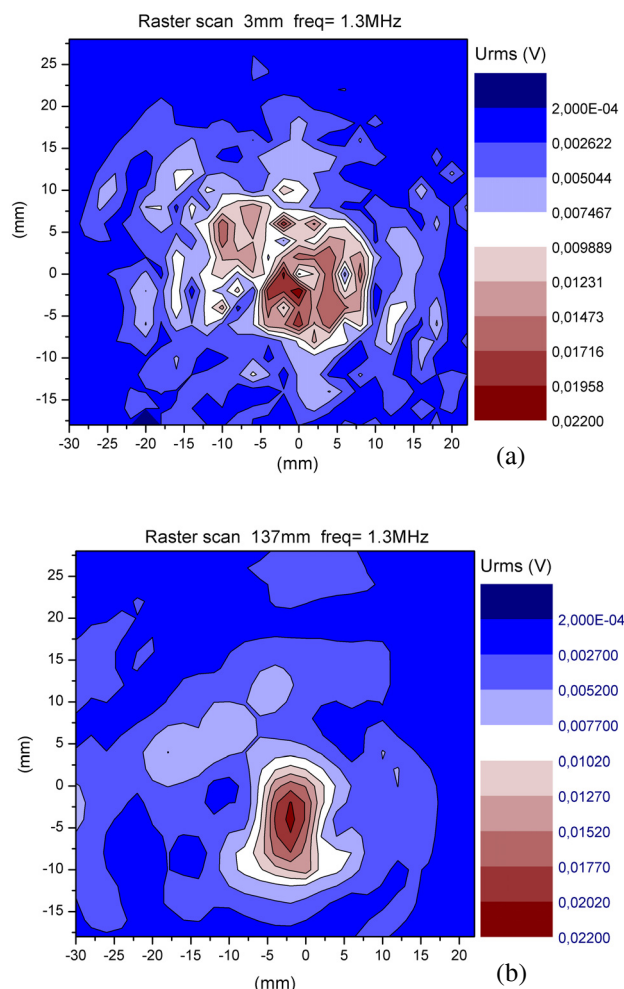 Raster scan 3mm freq= 1.3MHz
Urms (V)
25
20
15
10
5
0
-5
-10
-15
(mm)
-30 -25 -20 -15 -10 -5 0 5 10 15 20
(mm)
2,000E-04
0,002622
0,005044
0,007467
0,009889
0,01231
0,01473
0,01716
0,01958
0,02200
(a)
Raster scan 137mm freq= 1.3MHz
Urms (V)
25
20
15
10
5
0
-5
-10
-15
(mm)
-30 -25 -20 -15 -10 -5 0 5 10 15 20
(mm)
2,000E-04
0,002700
0,005200
0,007700
0,01020
0,01270
0,01520
0,01770
0,02020
0,02200
(b)